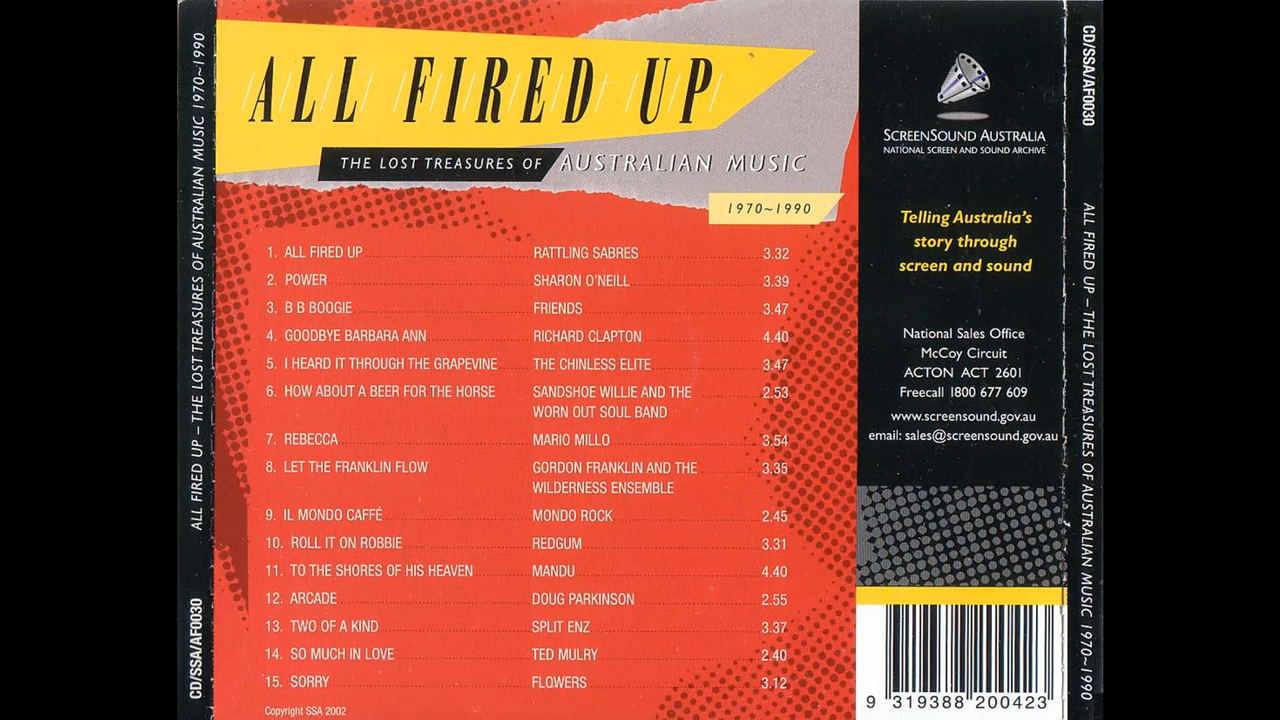 CD/SSA/AF0030
ALL FIRED UP – THE LOST TREASURES OF AUSTRALIAN MUSIC 1970~1990
ALL FIRED UP
THE LOST TREASURES OF AUSTRALIAN MUSIC
1970~1990
1. ALL FIRED UP RATTLING SABRES 3.32
2. POWER SHARON O'NEILL 3.39
3. B B BOOGIE FRIENDS 3.47
4. GOODBYE BARBARA ANN RICHARD CLAPTON 4.40
5. I HEARD IT THROUGH THE GRAPEVINE THE CHINLESS ELITE 3.47
6. HOW ABOUT A BEER FOR THE HORSE SANDSHOE WILLIE AND THE 2.53
WORN OUT SOUL BAND
7. REBECCA MARIO MILLO 3.54
8. LET THE FRANKLIN FLOW GORDON FRANKLIN AND THE 3.35
WILDERNESS ENSEMBLE
9. IL MONDO CAFFÉ MONDO ROCK 2.45
10. ROLL IT ON ROBBIE REDGUM 3.31
11. TO THE SHORES OF HIS HEAVEN MANDU 4.40
12. ARCADE DOUG PARKINSON 2.55
13. TWO OF A KIND SPLIT ENZ 3.37
14. SO MUCH IN LOVE TED MULRY 2.40
15. SORRY FLOWERS 3.12
Copyright SSA 2002
SCREENSOUND AUSTRALIA
NATIONAL SCREEN AND SOUND ARCHIVE
Telling Australia's
story through
screen and sound
National Sales Office
McCoy Circuit
ACTON ACT 2601
Freecall 1800 677 609
www.screensound.gov.au
email: sales@screensound.gov.au
9 319388 200423
CD/SSA/AF0030
ALL FIRED UP – THE LOST TREASURES OF AUSTRALIAN MUSIC 1970~1990